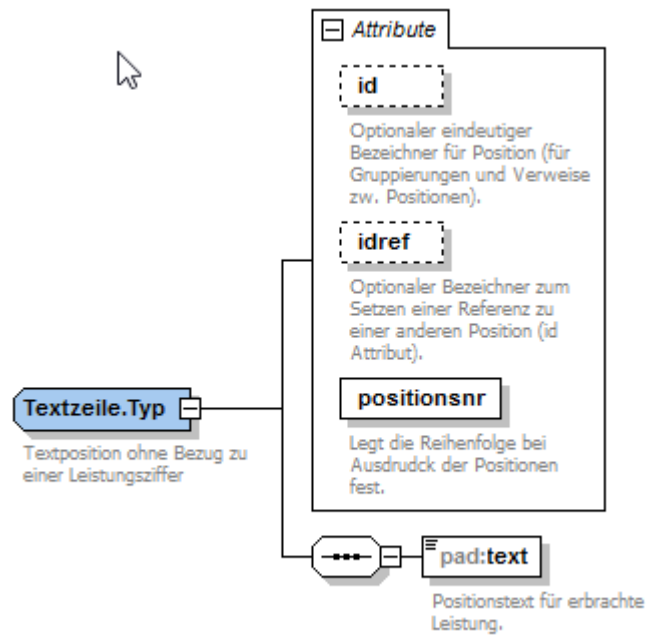 Attribute
id
Optionaler eindeutiger
Bezeichner für Position (für
Gruppierungen und Verweise
zw. Positionen).
idref
Optionaler Bezeichner zum
Setzen einer Referenz zu
einer anderen Position (id
Attribut).
positionsnr
Legt die Reihenfolge bei
Ausdrudck der Positionen
fest.
Textzeile.Typ
Textposition ohne Bezug zu
einer Leistungsziffer
pad:text
Positionstext für erbrachte
Leistung.